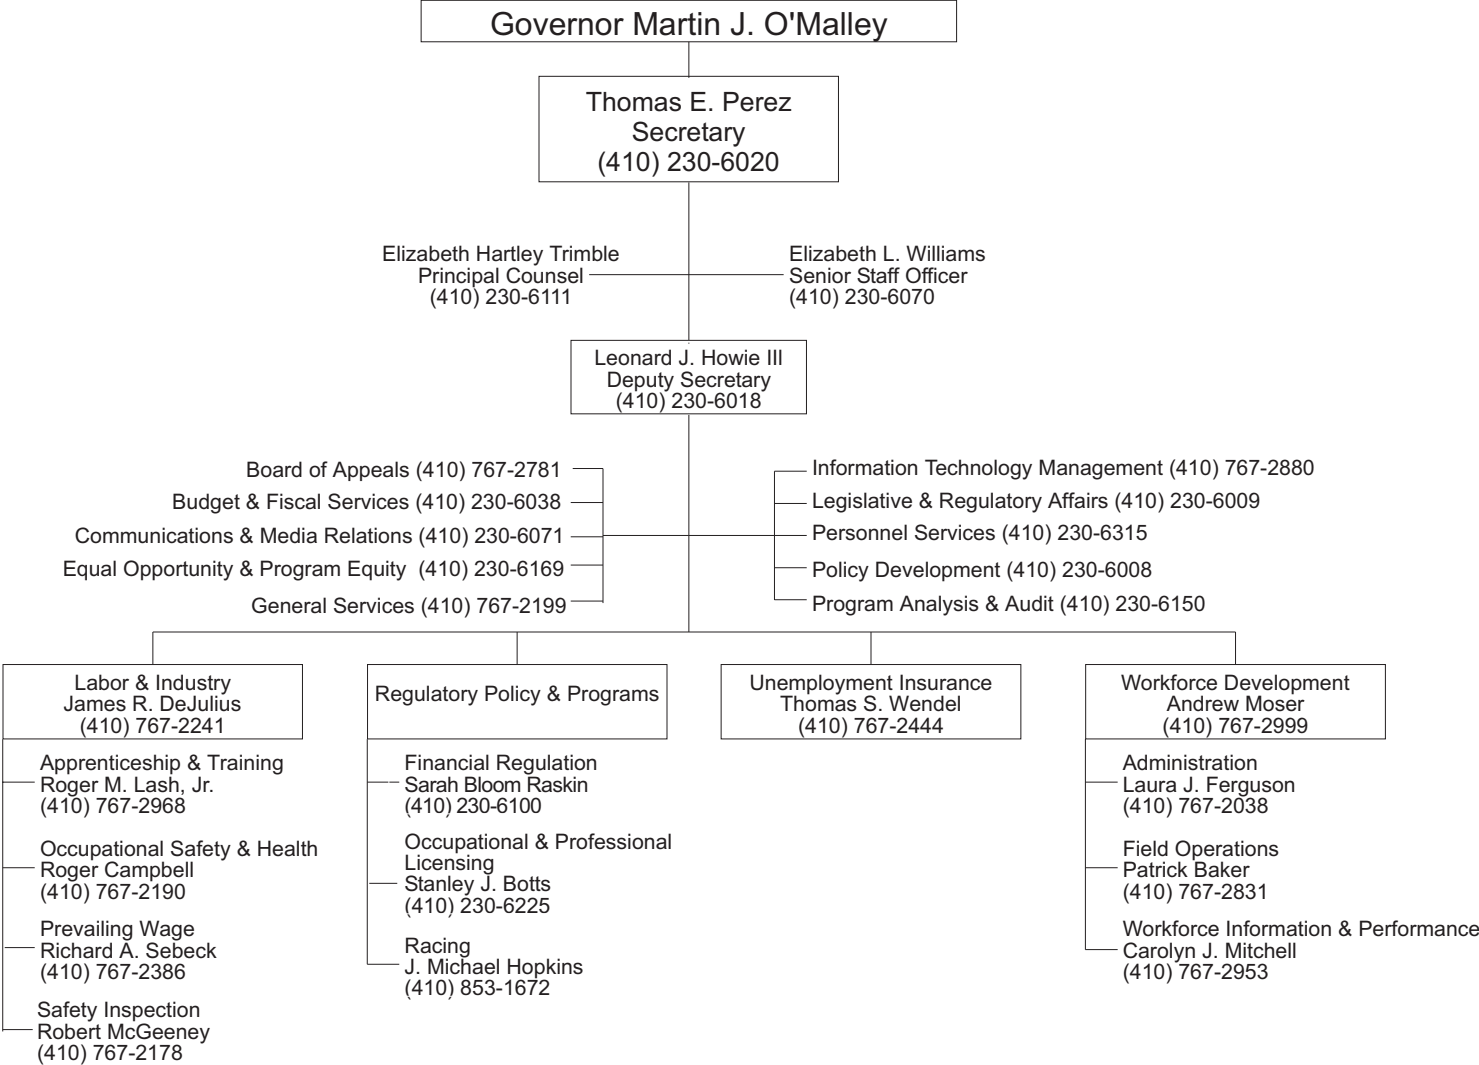 Governor Martin J. O'Malley
Thomas E. Perez
Secretary
(410) 230-6020
Elizabeth Hartley Trimble
Principal Counsel
(410) 230-6111
Elizabeth L. Williams
Senior Staff Officer
(410) 230-6070
Leonard J. Howie III
Deputy Secretary
(410) 230-6018
Board of Appeals (410) 767-2781
Budget & Fiscal Services (410) 230-6038
Communications & Media Relations (410) 230-6071
Equal Opportunity & Program Equity (410) 230-6169
General Services (410) 767-2199
Information Technology Management (410) 767-2880
Legislative & Regulatory Affairs (410) 230-6009
Personnel Services (410) 230-6315
Policy Development (410) 230-6008
Program Analysis & Audit (410) 230-6150
Labor & Industry
James R. DeJulius
(410) 767-2241
Apprenticeship & Training
Roger M. Lash, Jr.
(410) 767-2968
Occupational Safety & Health
Roger Campbell
(410) 767-2190
Prevailing Wage
Richard A. Sebeck
(410) 767-2386
Safety Inspection
Robert McGeeney
(410) 767-2178
Regulatory Policy & Programs
Financial Regulation
Sarah Bloom Raskin
(410) 230-6100
Occupational & Professional
Licensing
Stanley J. Botts
(410) 230-6225
Racing
J. Michael Hopkins
(410) 853-1672
Unemployment Insurance
Thomas S. Wendel
(410) 767-2444
Workforce Development
Andrew Moser
(410) 767-2999
Administration
Laura J. Ferguson
(410) 767-2038
Field Operations
Patrick Baker
(410) 767-2831
Workforce Information & Performance
Carolyn J. Mitchell
(410) 767-2953